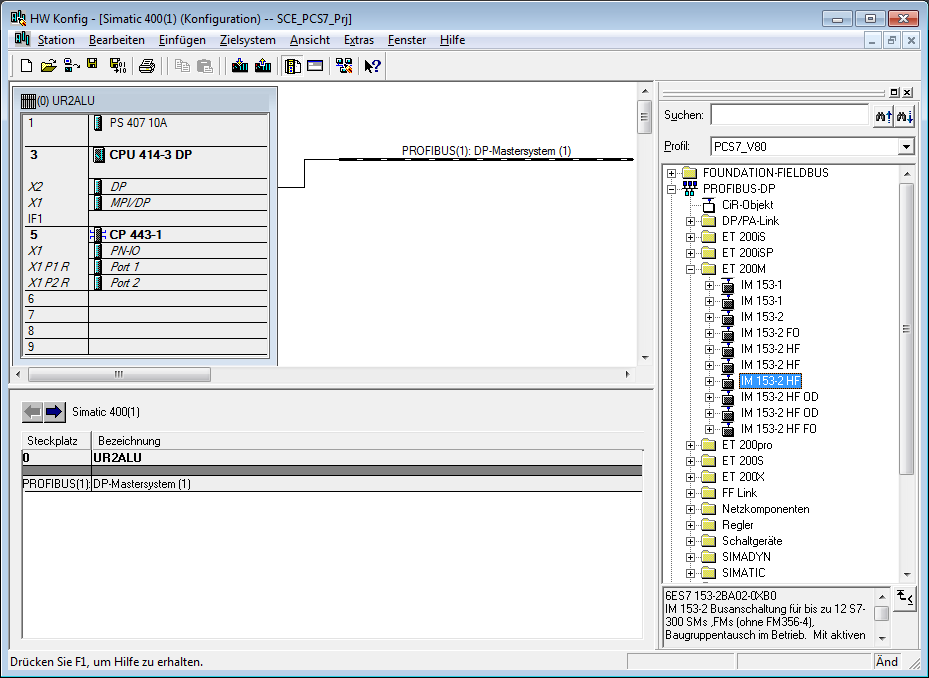 HW Konfig - [Simatic 400(1) (Konfiguration) -- SCE_PCS7_Prj]
Station Bearbeiten Einfügen Zielsystem Ansicht Extras Fenster Hilfe
(0) UR2ALU
1 PS 407 10A
3 CPU 414-3 DP
X2 DP
X1 MPI/DP
IF1
5 CP 443-1
X1 PN-IO
X1 P1 R Port 1
X1 P2 R Port 2
6
7
8
9
PROFIBUS(1): DP-Mastersystem (1)
Simatic 400(1)
Steckplatz Bezeichnung
0 UR2ALU
PROFIBUS(1): DP-Mastersystem (1)
Suchen:
Profil: PCS7_V80
FOUNDATION-FIELDBUS
PROFIBUS-DP
CiR-Objekt
DP/PA-Link
ET 200iS
ET 200iSP
ET 200M
IM 153-1
IM 153-1
IM 153-2
IM 153-2 FO
IM 153-2 HF
IM 153-2 HF
IM 153-2 HF
IM 153-2 HF OD
IM 153-2 HF OD
IM 153-2 HF FO
ET 200pro
ET 200S
ET 200X
FF Link
Netzkomponenten
Regler
Schaltgeräte
SIMADYN
SIMATIC
6ES7 153-2BA02-0XB0
IM 153-2 Busanschaltung für bis zu 12 S7-
300 SMs ,FMs (ohne FM356-4),
Baugruppentausch im Betrieb. Mit aktiven
Drücken Sie F1, um Hilfe zu erhalten.
Änd